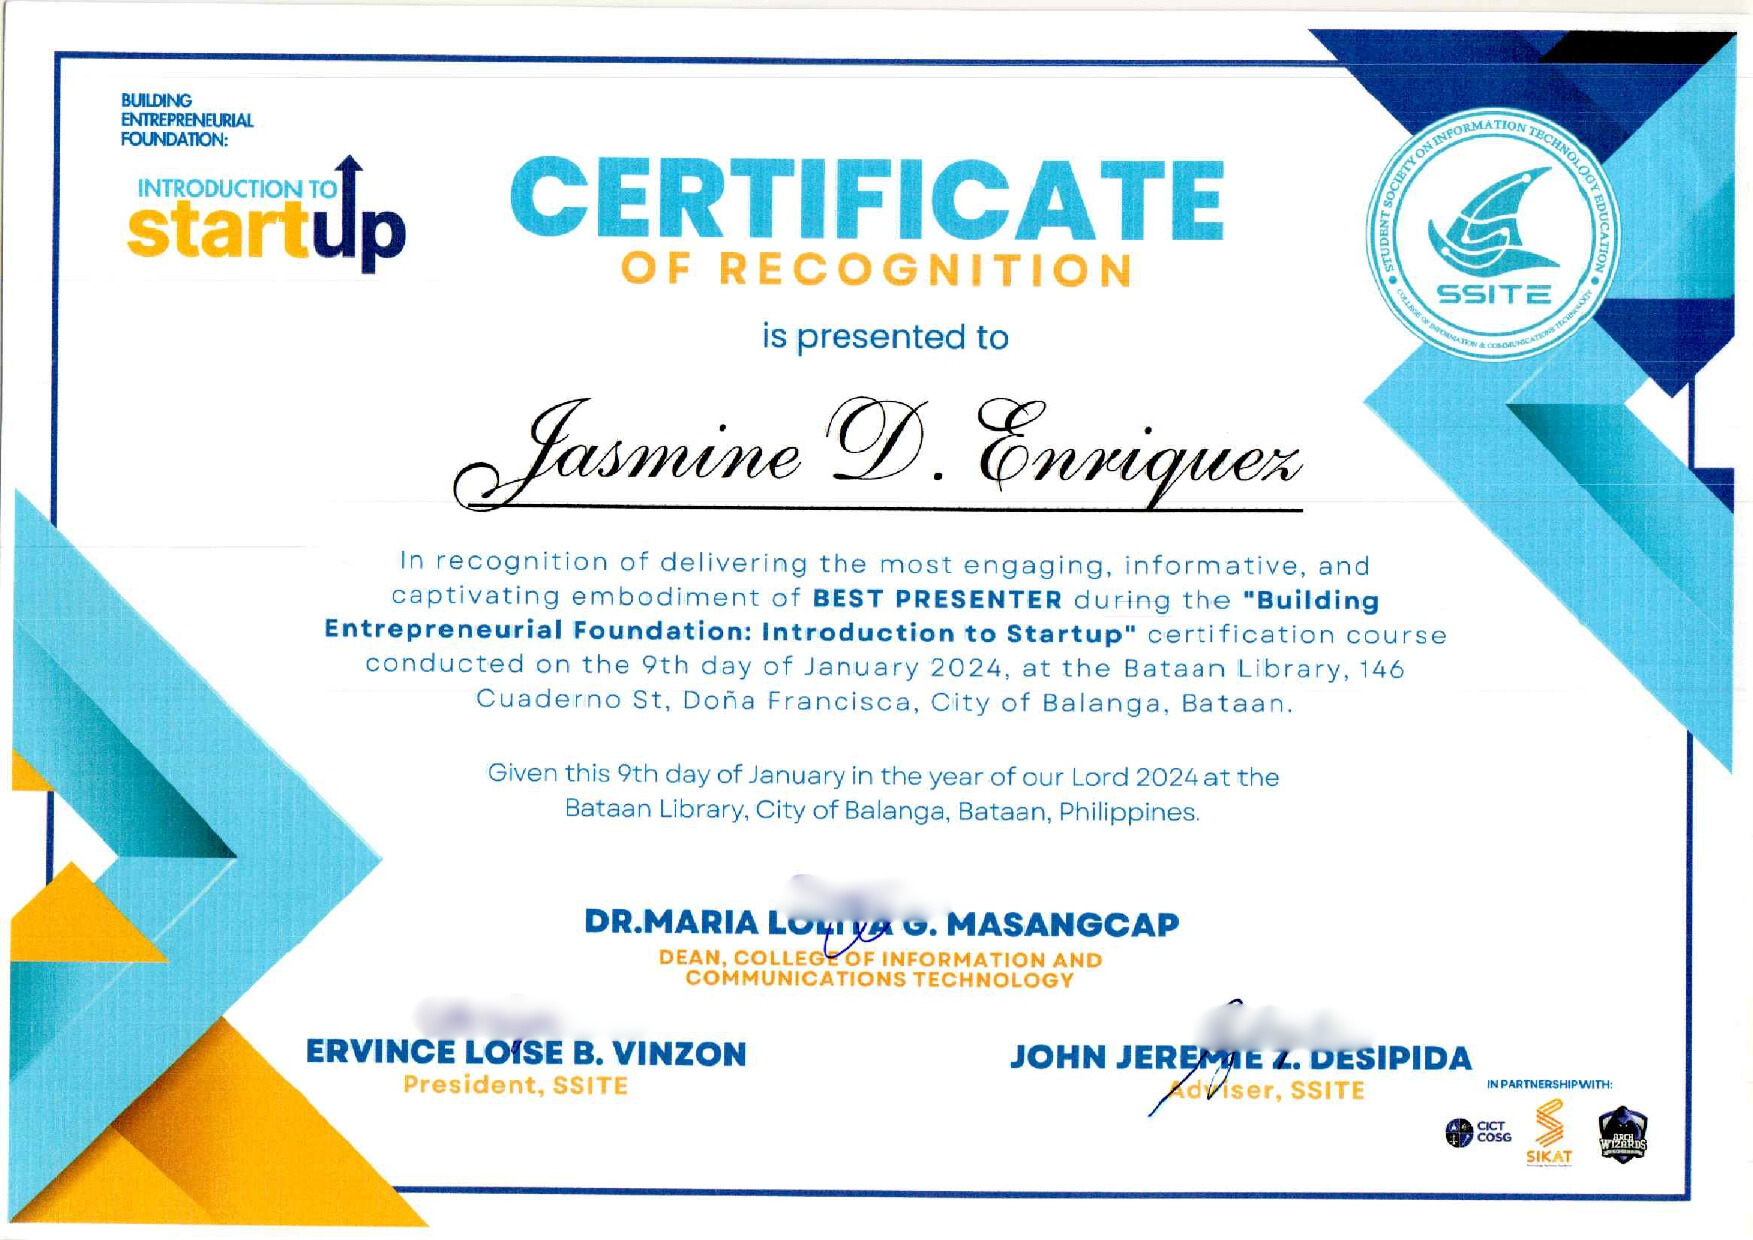 BUILDING
ENTREPRENEURIAL
FOUNDATION:
INTRODUCTION TO
startup
CERTIFICATE
OF RECOGNITION
STUDENT SOCIETY ON INFORMATION TECHNOLOGY EDUCATION
SSITE
COLLEGE OF INFORMATION & COMMUNICATIONS TECHNOLOGY
is presented to
Jasmine D. Enriquez
In recognition of delivering the most engaging, informative, and
captivating embodiment of BEST PRESENTER during the "Building
Entrepreneurial Foundation: Introduction to Startup" certification course
conducted on the 9th day of January 2024, at the Bataan Library, 146
Cuaderno St, Doña Francisca, City of Balanga, Bataan.
Given this 9th day of January in the year of our Lord 2024 at the
Bataan Library, City of Balanga, Bataan, Philippines.
DR.MARIA LOLITA G. MASANGCAP
DEAN, COLLEGE OF INFORMATION AND
COMMUNICATIONS TECHNOLOGY
ERVINCE LOISE B. VINZON
President, SSITE
JOHN JEREMIE Z. DESIPIDA
Adviser, SSITE
IN PARTNERSHIP WITH:
CICT
COSG
SIKAT
ARCH
WIZARDS